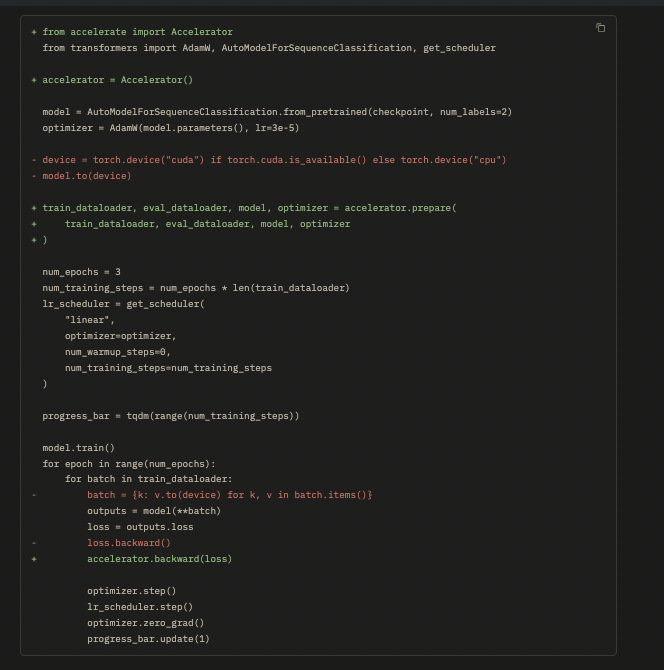 + from accelerate import Accelerator
  from transformers import AdamW, AutoModelForSequenceClassification, get_scheduler

+ accelerator = Accelerator()

  model = AutoModelForSequenceClassification.from_pretrained(checkpoint, num_labels=2)
  optimizer = AdamW(model.parameters(), lr=3e-5)

- device = torch.device("cuda") if torch.cuda.is_available() else torch.device("cpu")
- model.to(device)

+ train_dataloader, eval_dataloader, model, optimizer = accelerator.prepare(
+     train_dataloader, eval_dataloader, model, optimizer
+ )

  num_epochs = 3
  num_training_steps = num_epochs * len(train_dataloader)
  lr_scheduler = get_scheduler(
      "linear",
      optimizer=optimizer,
      num_warmup_steps=0,
      num_training_steps=num_training_steps
  )

  progress_bar = tqdm(range(num_training_steps))

  model.train()
  for epoch in range(num_epochs):
      for batch in train_dataloader:
-         batch = {k: v.to(device) for k, v in batch.items()}
          outputs = model(**batch)
          loss = outputs.loss
-         loss.backward()
+         accelerator.backward(loss)

          optimizer.step()
          lr_scheduler.step()
          optimizer.zero_grad()
          progress_bar.update(1)